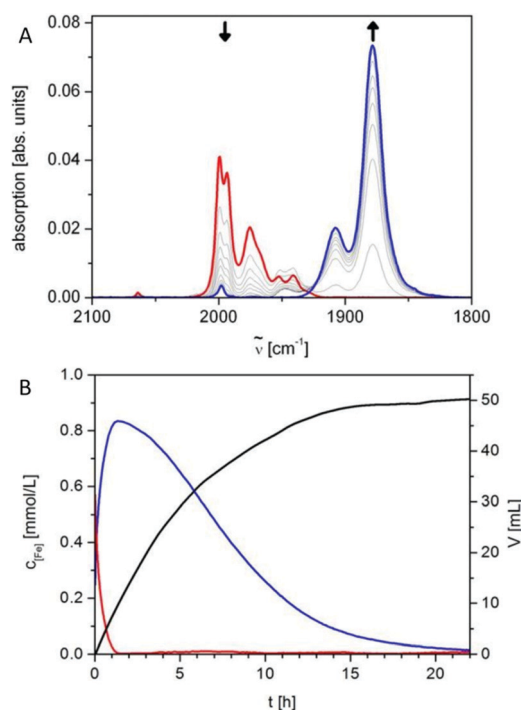 A
0.08
0.06
0.04
0.02
0.00
absorption [abs. units]
2100 2000 1900 1800
ṽ [cm⁻¹]
B
1.0
0.8
0.6
0.4
0.2
0.0
c[Fe] [mmol/L]
50
40
30
20
10
0
V [mL]
0 5 10 15 20
t [h]